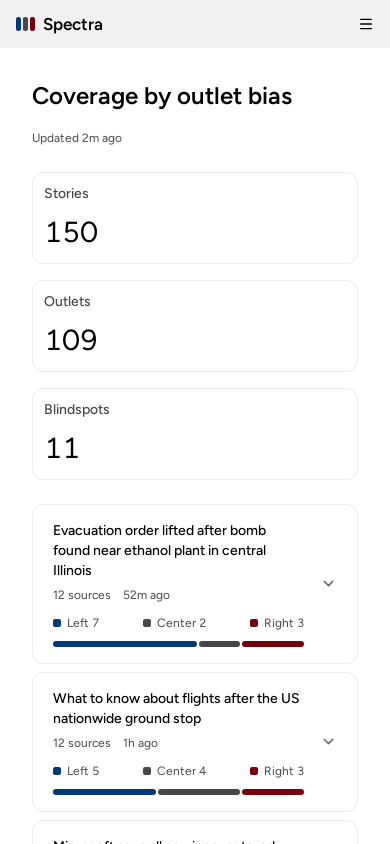 Spectra
Coverage by outlet bias
Updated 2m ago
Stories
150
Outlets
109
Blindspots
11
Evacuation order lifted after bomb
found near ethanol plant in central
Illinois
12 sources 52m ago
Left 7 Center 2 Right 3
What to know about flights after the US
nationwide ground stop
12 sources 1h ago
Left 5 Center 4 Right 3